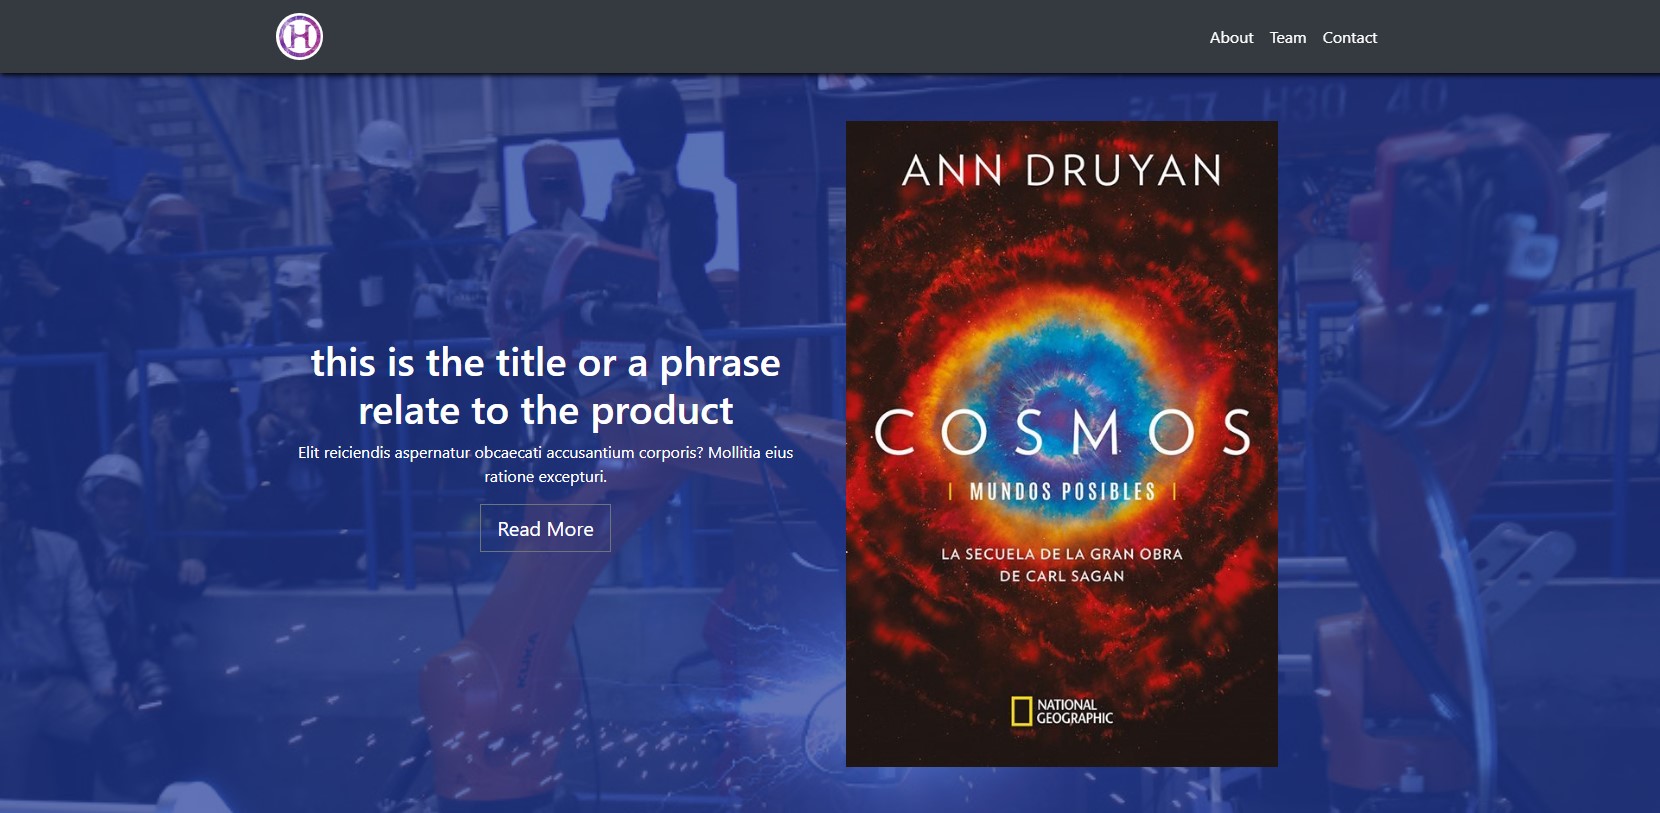 H
About Team Contact
ANN DRUYAN
this is the title or a phrase
relate to the product
Elit reiciendis aspernatur obcaecati accusantium corporis? Mollitia eius
ratione excepturi.
Read More
COSMOS
| MUNDOS POSIBLES |
LA SECUELA DE LA GRAN OBRA
DE CARL SAGAN
NATIONAL
GEOGRAPHIC
KUKA